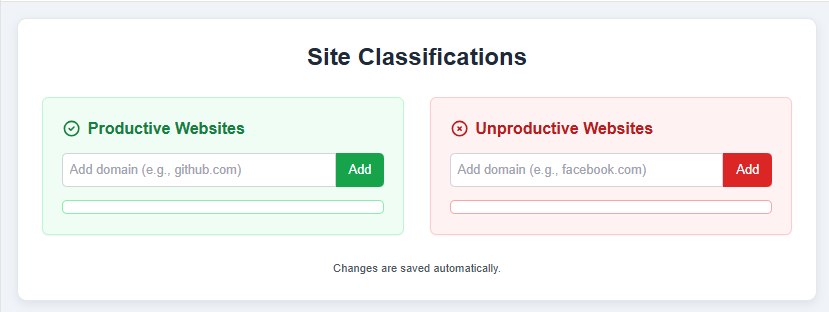 Site Classifications
Productive Websites
Add domain (e.g., github.com)
Add
Unproductive Websites
Add domain (e.g., facebook.com)
Add
Changes are saved automatically.